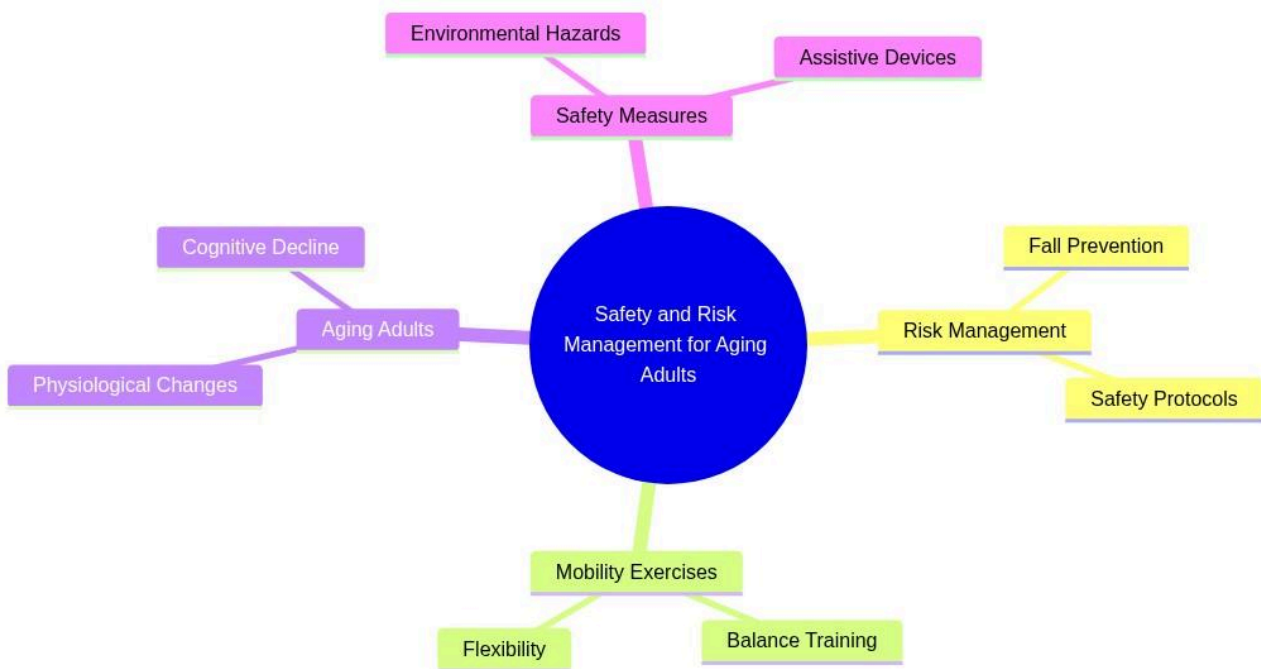 Environmental Hazards
Assistive Devices
Safety Measures
Cognitive Decline
Fall Prevention
Aging Adults
Safety and Risk
Management for Aging
Adults
Risk Management
Physiological Changes
Safety Protocols
Mobility Exercises
Flexibility
Balance Training